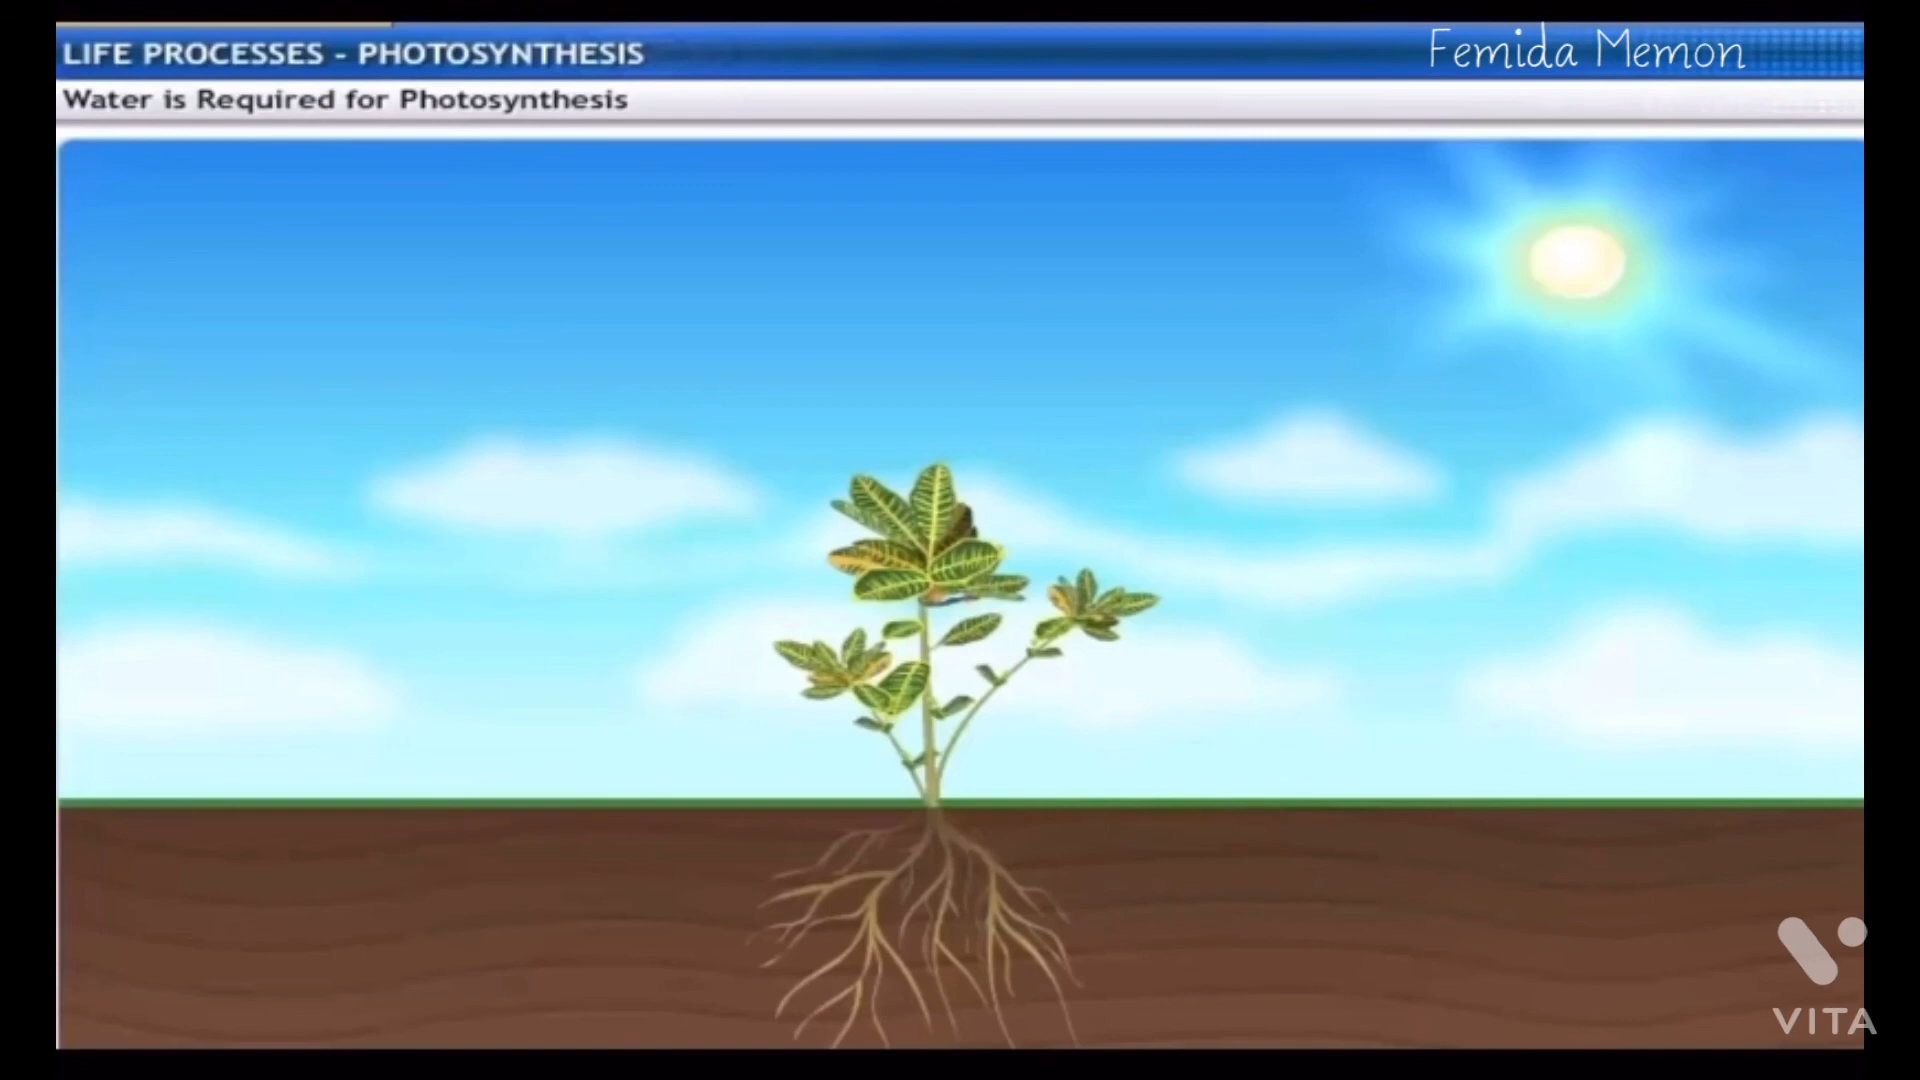 LIFE PROCESSES - PHOTOSYNTHESIS
Femida Memon
Water is Required for Photosynthesis
VITA